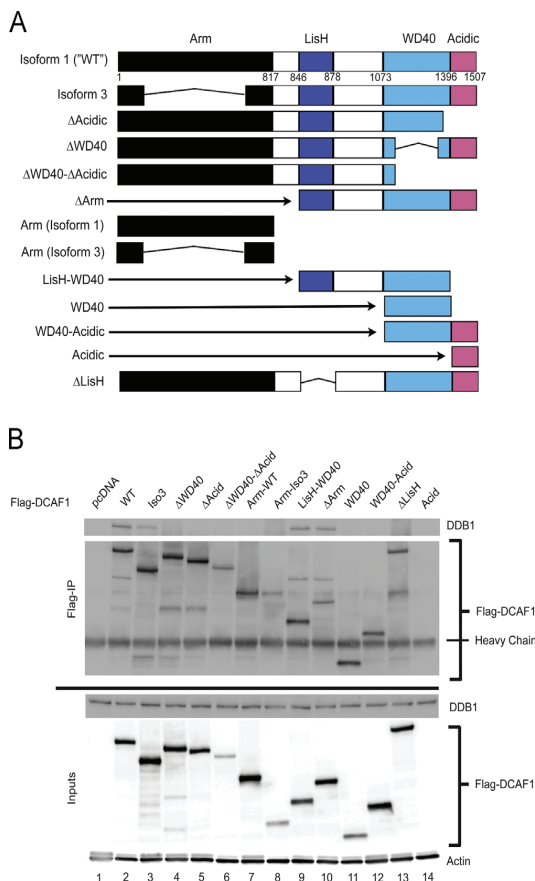 A
Arm LisH WD40 Acidic
Isoform 1 ("WT")
1 817 846 878 1073 1396 1507
Isoform 3
ΔAcidic
ΔWD40
ΔWD40-ΔAcidic
ΔArm
Arm (Isoform 1)
Arm (Isoform 3)
LisH-WD40
WD40
WD40-Acidic
Acidic
ΔLisH
B
Flag-DCAF1 pcDNA WT Iso3 ΔWD40 ΔAcid ΔWD40-ΔAcid Arm-WT Arm-Iso3 LisH-WD40 ΔArm WD40 WD40-Acid ΔLisH Acid
DDB1
Flag-IP
Flag-DCAF1
Heavy Chain
DDB1
Inputs
Flag-DCAF1
Actin
1 2 3 4 5 6 7 8 9 10 11 12 13 14